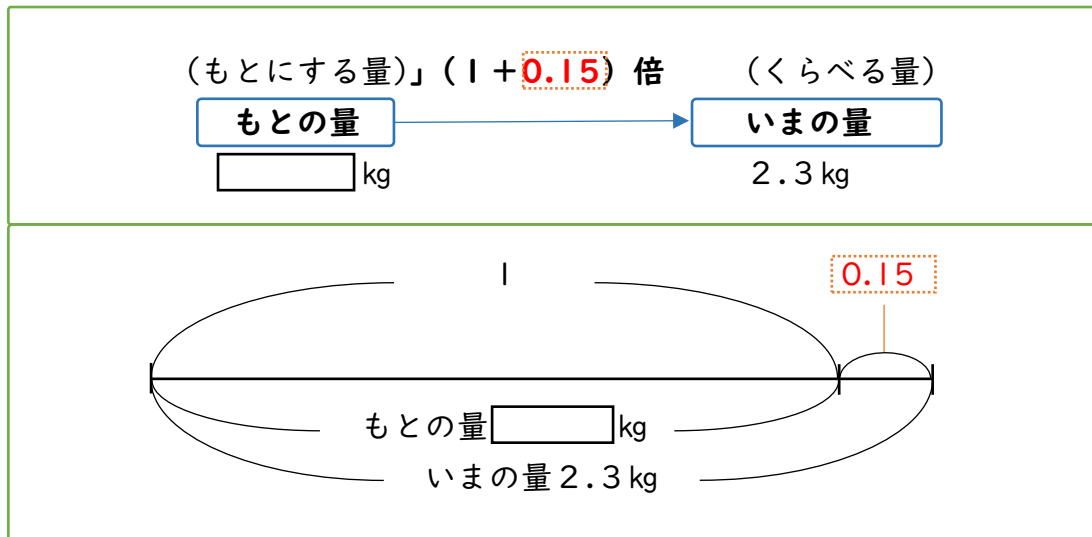 (もとにする量)」(1+0.15) 倍 (くらべる量)
もとの量 いまの量
kg 2.3kg
1 0.15
もとの量 kg
いまの量2.3kg